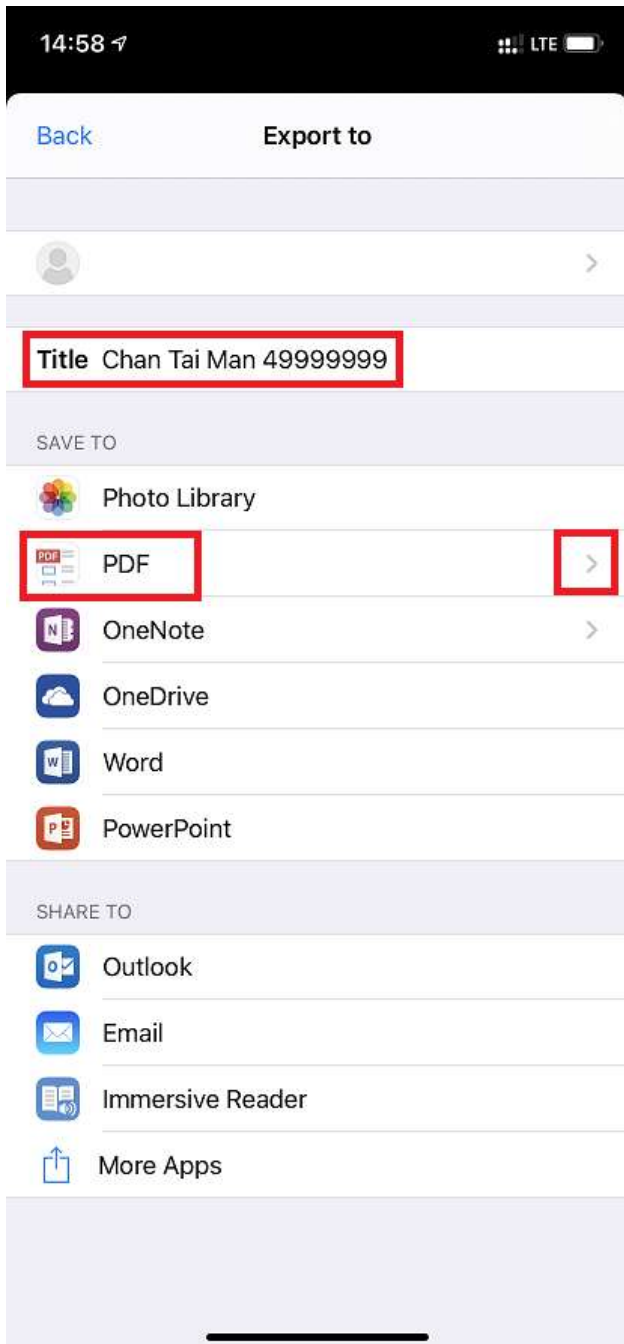 14:58 LTE
Back Export to
Title Chan Tai Man 49999999
SAVE TO
Photo Library
PDF PDF
N OneNote
OneDrive
W Word
P PowerPoint
SHARE TO
O Outlook
Email
Immersive Reader
More Apps